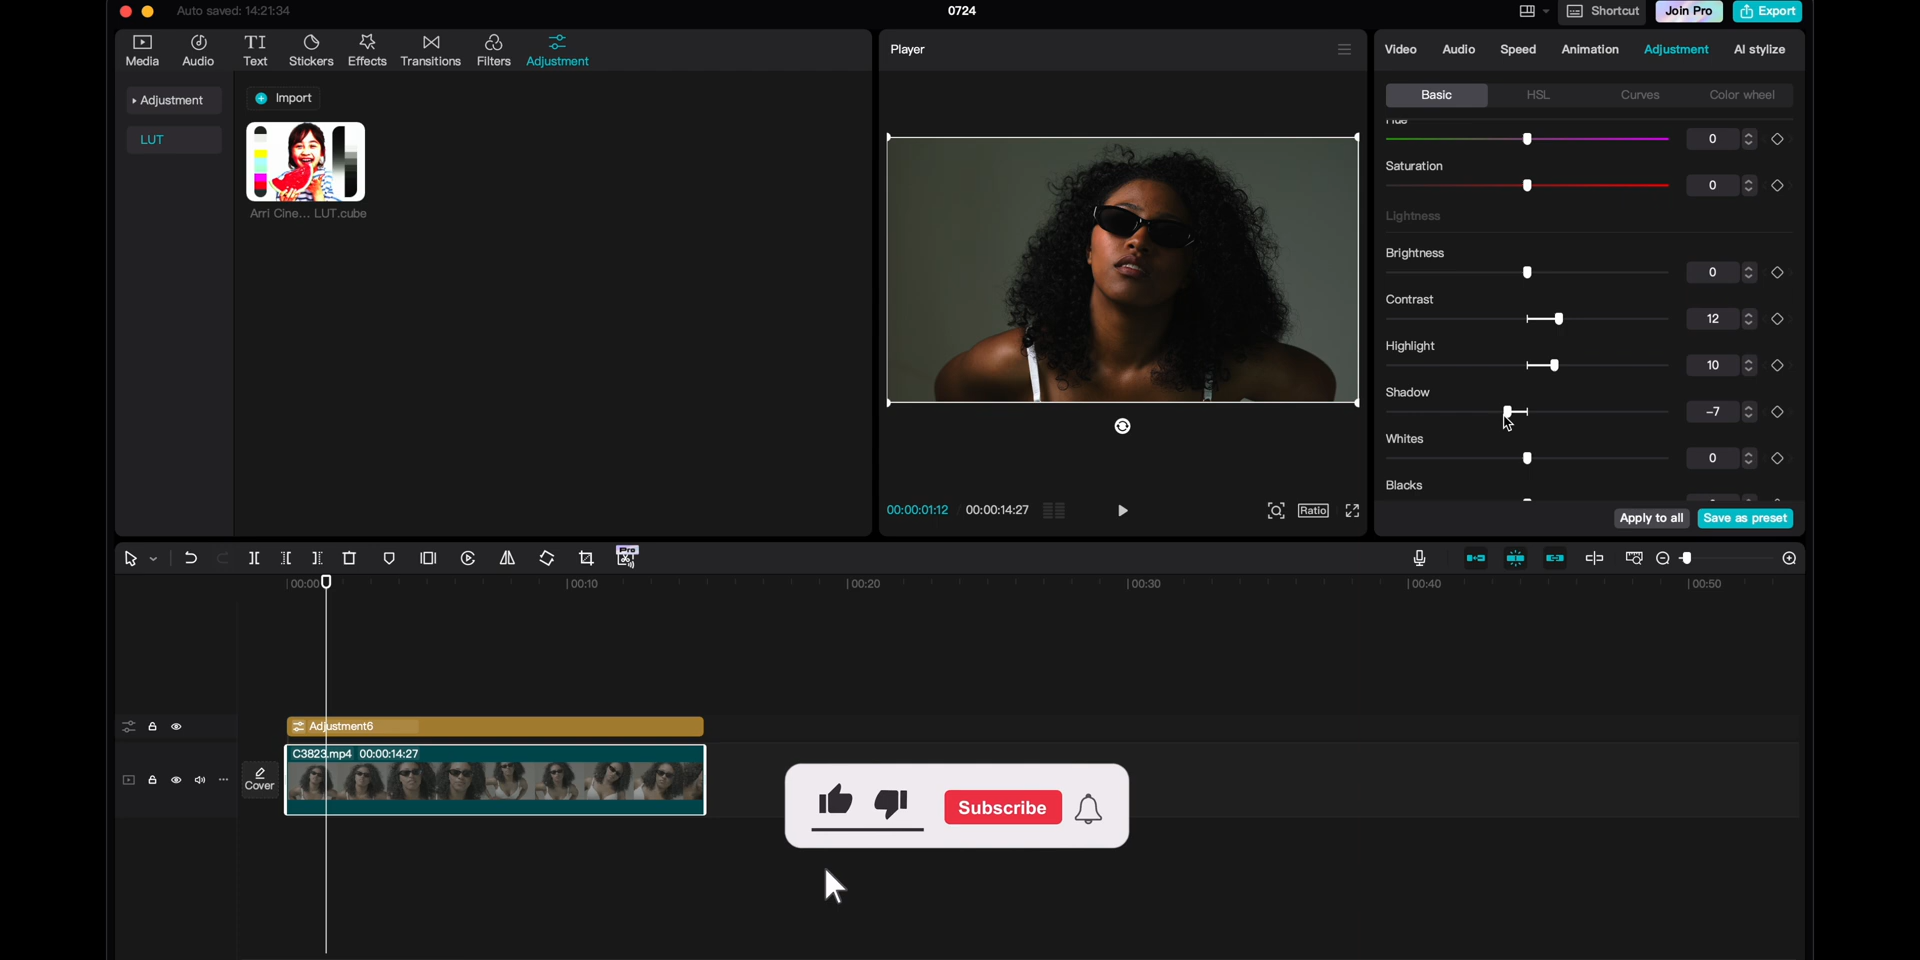 Auto saved: 14:21:34
0724
Shortcut
Join Pro
Export
Media
Audio
Text
Stickers
Effects
Transitions
Filters
Adjustment
Adjustment
LUT
Import
Arri Cine... LUT.cube
Player
00:00:01:12
00:00:14:27
Ratio
Video
Audio
Speed
Animation
Adjustment
AI stylize
Basic
HSL
Curves
Color wheel
Hue
0
Saturation
0
Lightness
Brightness
0
Contrast
12
Highlight
10
Shadow
-7
Whites
0
Blacks
Apply to all
Save as preset
Pro
00:00
00:10
00:20
00:30
00:40
00:50
Adjustment6
Cover
C3823.mp4 00:00:14:27
Subscribe